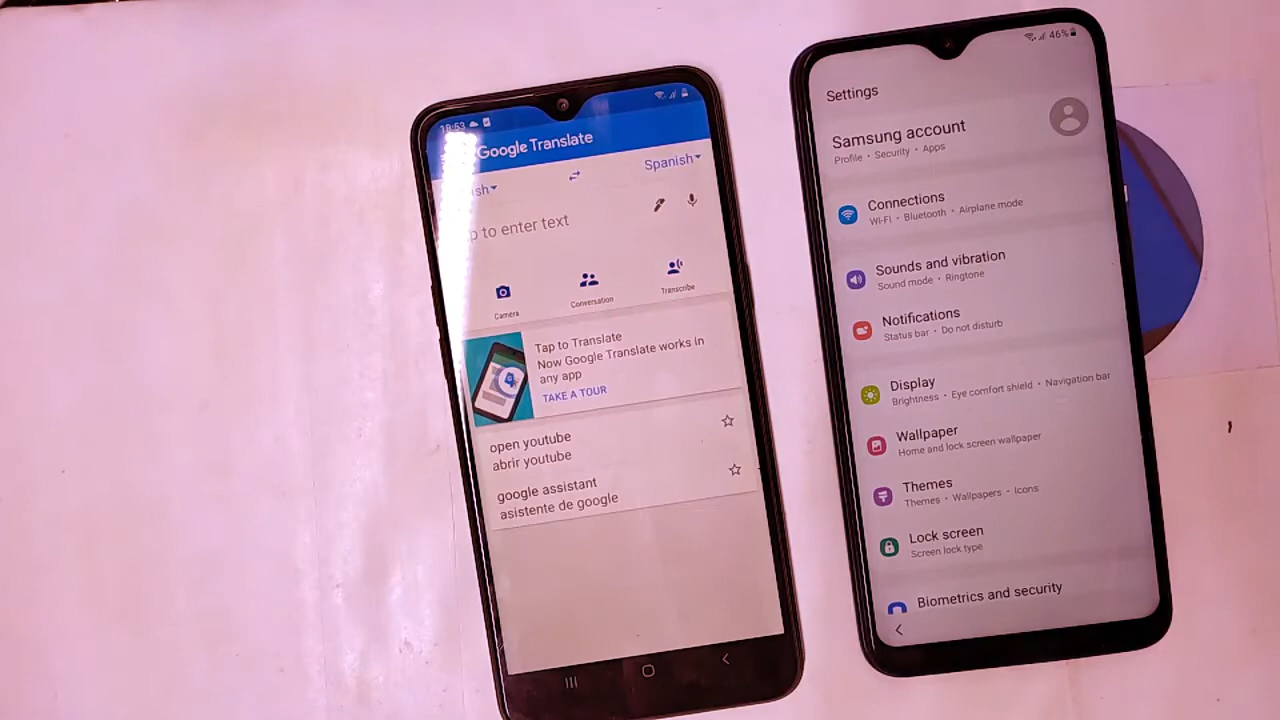 18:53
Google Translate
Spanish
to enter text
Camera
Conversation
Transcribe
Tap to Translate
Now Google Translate works in
any app
TAKE A TOUR
open youtube
abrir youtube
google assistant
asistente de google
46%
Settings
Samsung account
Profile • Security • Apps
Connections
Wi-Fi • Bluetooth • Airplane mode
Sounds and vibration
Sound mode • Ringtone
Notifications
Status bar • Do not disturb
Display
Brightness • Eye comfort shield • Navigation bar
Wallpaper
Home and lock screen wallpaper
Themes
Themes • Wallpapers • Icons
Lock screen
Screen lock type
Biometrics and security